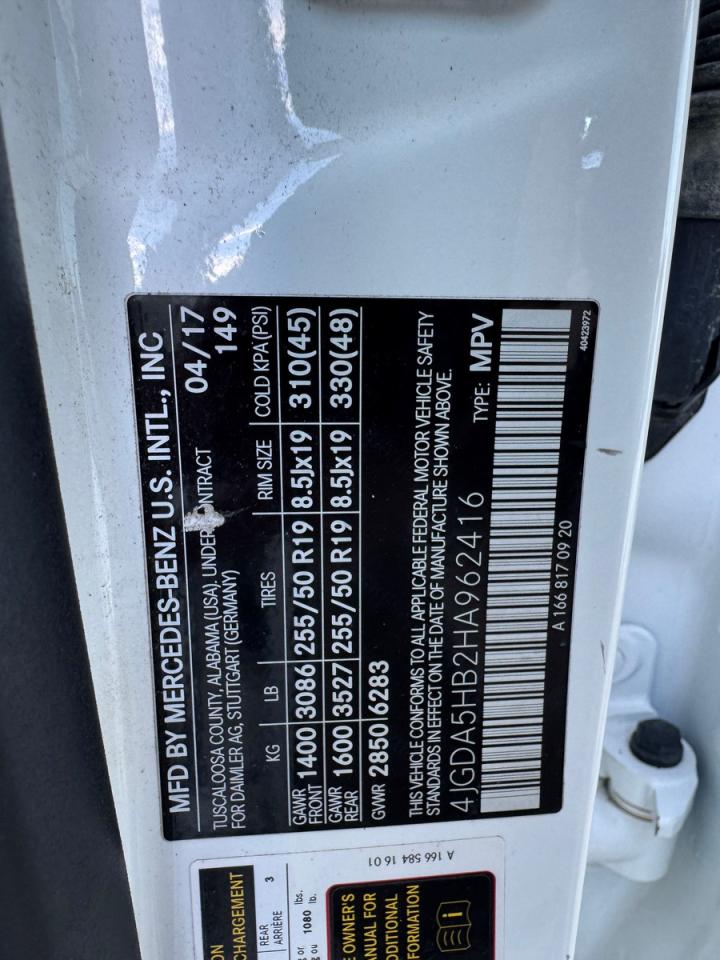 MFD BY MERCEDES-BENZ U.S. INTL., INC
TUSCALOOSA COUNTY, ALABAMA (USA). UNDER CONTRACT 04/17
FOR DAIMLER AG, STUTTGART (GERMANY) 149
KG LB TIRES RIM SIZE COLD KPA (PSI)
GAWR
FRONT 1400 3086 255/50 R19 8.5Jx19 310(45)
GAWR
REAR 1600 3527 255/50 R19 8.5Jx19 330(48)
GVWR 2850 6283
THIS VEHICLE CONFORMS TO ALL APPLICABLE FEDERAL MOTOR VEHICLE SAFETY
STANDARDS IN EFFECT ON THE DATE OF MANUFACTURE SHOWN ABOVE.
4JGDA5HB2HA962416 TYPE: MPV
A 166 817 09 20
40423972
A 166 584 16 01
ON
CHARGEMENT
REAR
ARRIÈRE 3
or 1080 lbs.
ou lb.
OWNER'S
MANUAL FOR
ADDITIONAL
INFORMATION